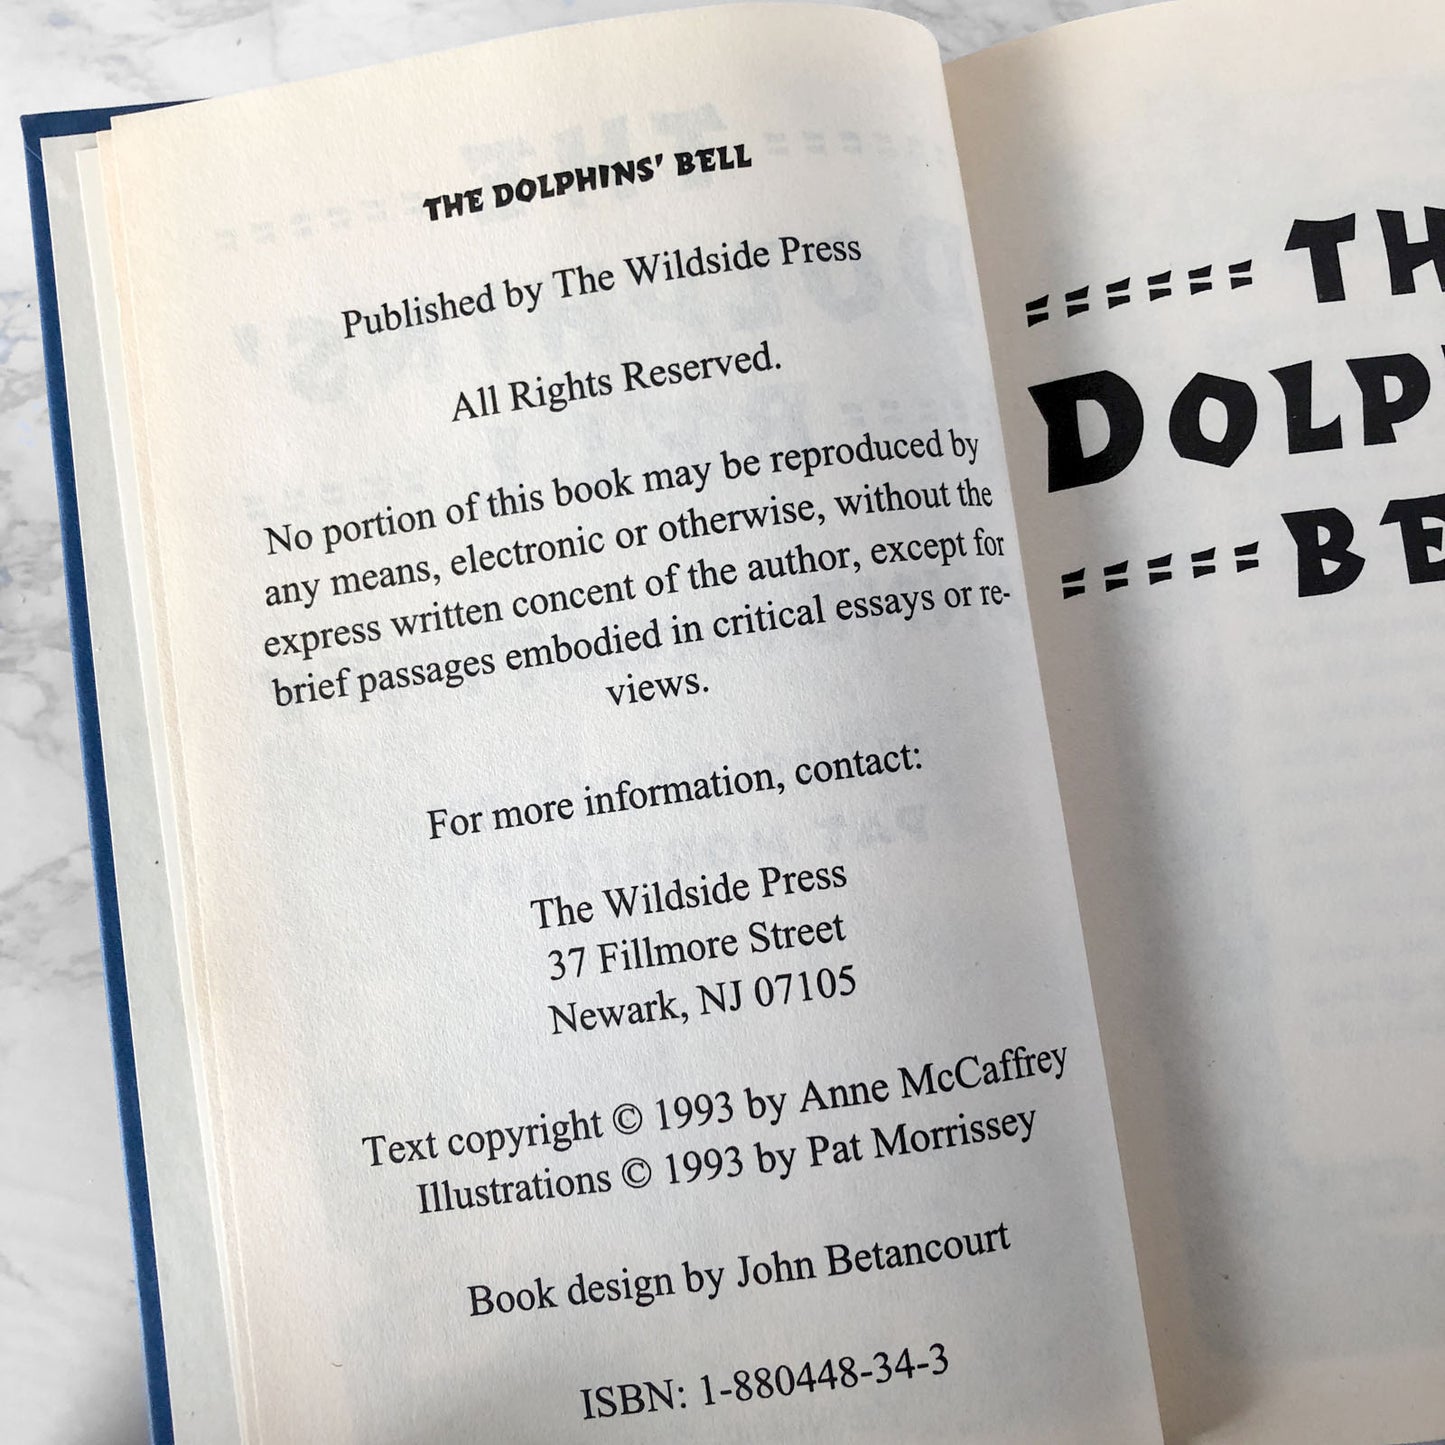 THE DOLPHINS' BELL
Published by The Wildside Press
All Rights Reserved.
No portion of this book may be reproduced by
any means, electronic or otherwise, without the
express written concent of the author, except for
brief passages embodied in critical essays or re-
views.
For more information, contact:
The Wildside Press
37 Fillmore Street
Newark, NJ 07105
Text copyright © 1993 by Anne McCaffrey
Illustrations © 1993 by Pat Morrissey
Book design by John Betancourt
ISBN: 1-880448-34-3
TH
DOLP
BE